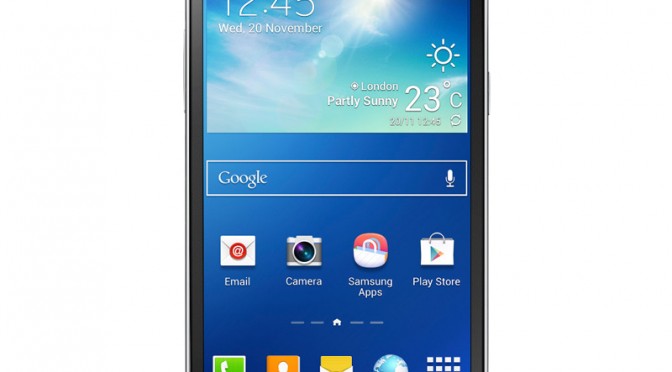 12:45
Wed, 20 November
London
Partly Sunny 23°C
20/11 12:45
Google
Email
Camera
Samsung Apps
Play Store